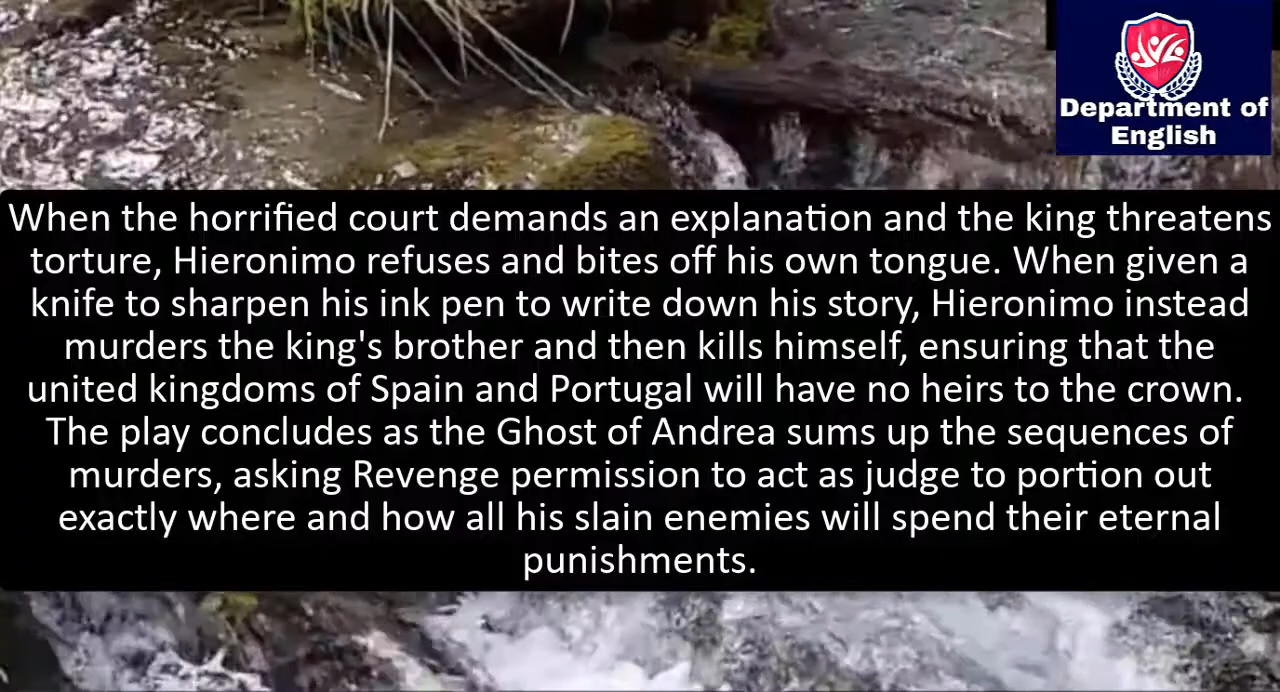 Department of
English
When the horrified court demands an explanation and the king threatens
torture, Hieronimo refuses and bites off his own tongue. When given a
knife to sharpen his ink pen to write down his story, Hieronimo instead
murders the king's brother and then kills himself, ensuring that the
united kingdoms of Spain and Portugal will have no heirs to the crown.
The play concludes as the Ghost of Andrea sums up the sequences of
murders, asking Revenge permission to act as judge to portion out
exactly where and how all his slain enemies will spend their eternal
punishments.